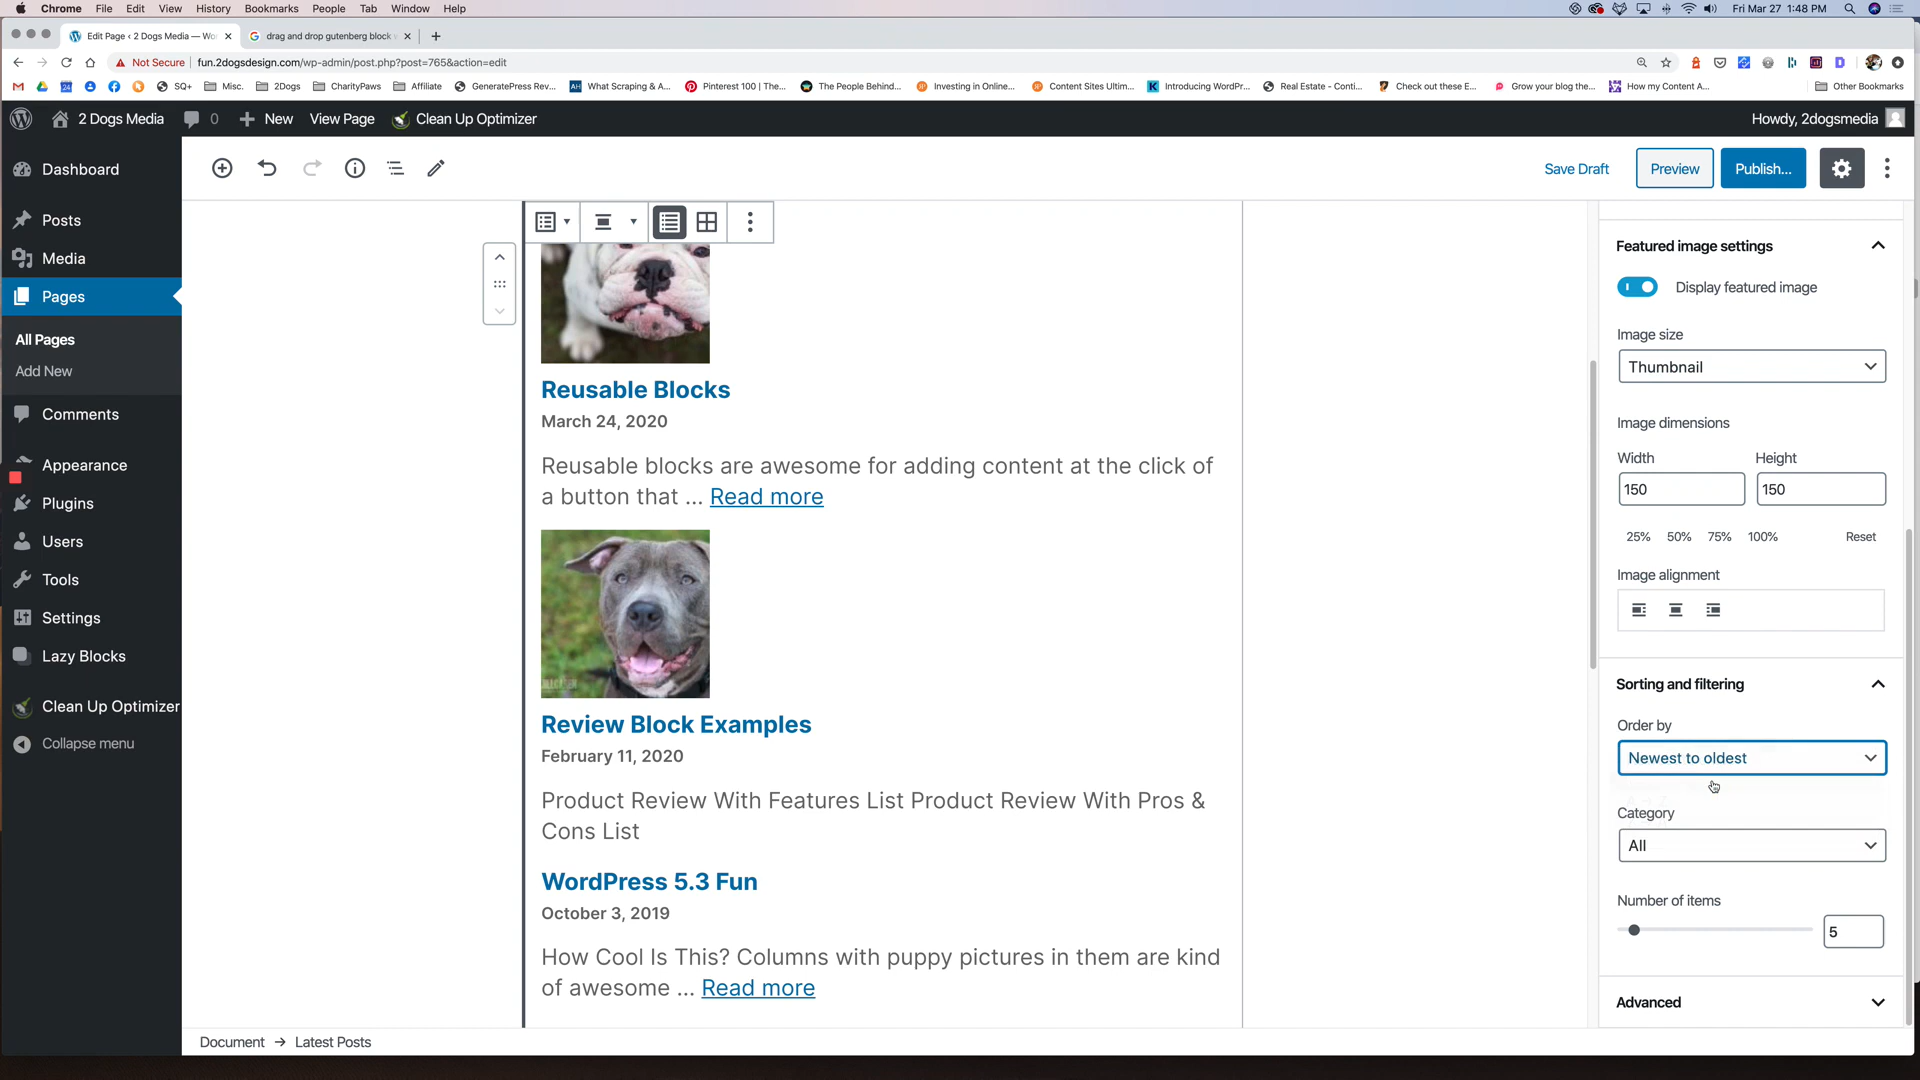 Chrome File Edit View History Bookmarks People Tab Window Help
Fri Mar 27 1:48 PM
Edit Page ‹ 2 Dogs Media — Wo
drag and drop gutenberg block
Not Secure fun.2dogsdesign.com/wp-admin/post.php?post=765&action=edit
SQ+ Misc. 2Dogs CharityPaws Affiliate GeneratePress Rev... What Scraping & A... Pinterest 100 | The... The People Behind... Investing in Online... Content Sites Ultim... Introducing WordPr... Real Estate - Conti... Check out these E... Grow your blog the... How my Content A... Other Bookmarks
2 Dogs Media 0 New View Page Clean Up Optimizer
Howdy, 2dogsmedia
Dashboard
Posts
Media
Pages
All Pages
Add New
Comments
Appearance
Plugins
Users
Tools
Settings
Lazy Blocks
Clean Up Optimizer
Collapse menu
Save Draft Preview Publish...
Reusable Blocks
March 24, 2020
Reusable blocks are awesome for adding content at the click of
a button that ... Read more
Review Block Examples
February 11, 2020
Product Review With Features List Product Review With Pros &
Cons List
WordPress 5.3 Fun
October 3, 2019
How Cool Is This? Columns with puppy pictures in them are kind
of awesome ... Read more
Featured image settings
Display featured image
Image size
Thumbnail
Image dimensions
Width Height
150 150
25% 50% 75% 100% Reset
Image alignment
Sorting and filtering
Order by
Newest to oldest
Category
All
Number of items
5
Advanced
Document → Latest Posts